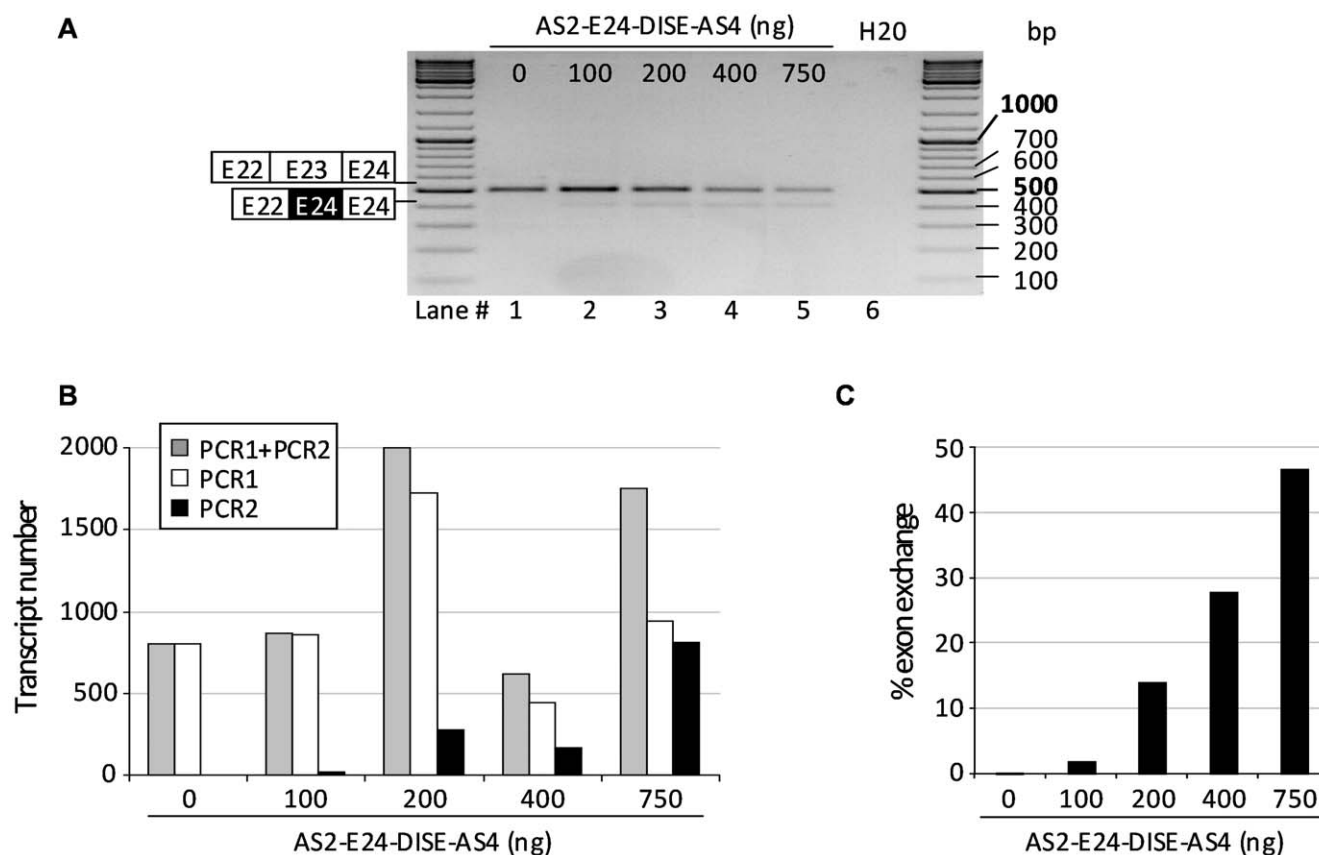 A
AS2-E24-DISE-AS4 (ng)
H20
bp
0 100 200 400 750
1000
700
600
500
400
300
200
100
E22 E23 E24
E22 E24 E24
Lane # 1 2 3 4 5 6
B
PCR1+PCR2
PCR1
PCR2
Transcript number
2000
1500
1000
500
0
0 100 200 400 750
AS2-E24-DISE-AS4 (ng)
C
% exon exchange
50
40
30
20
10
0
0 100 200 400 750
AS2-E24-DISE-AS4 (ng)